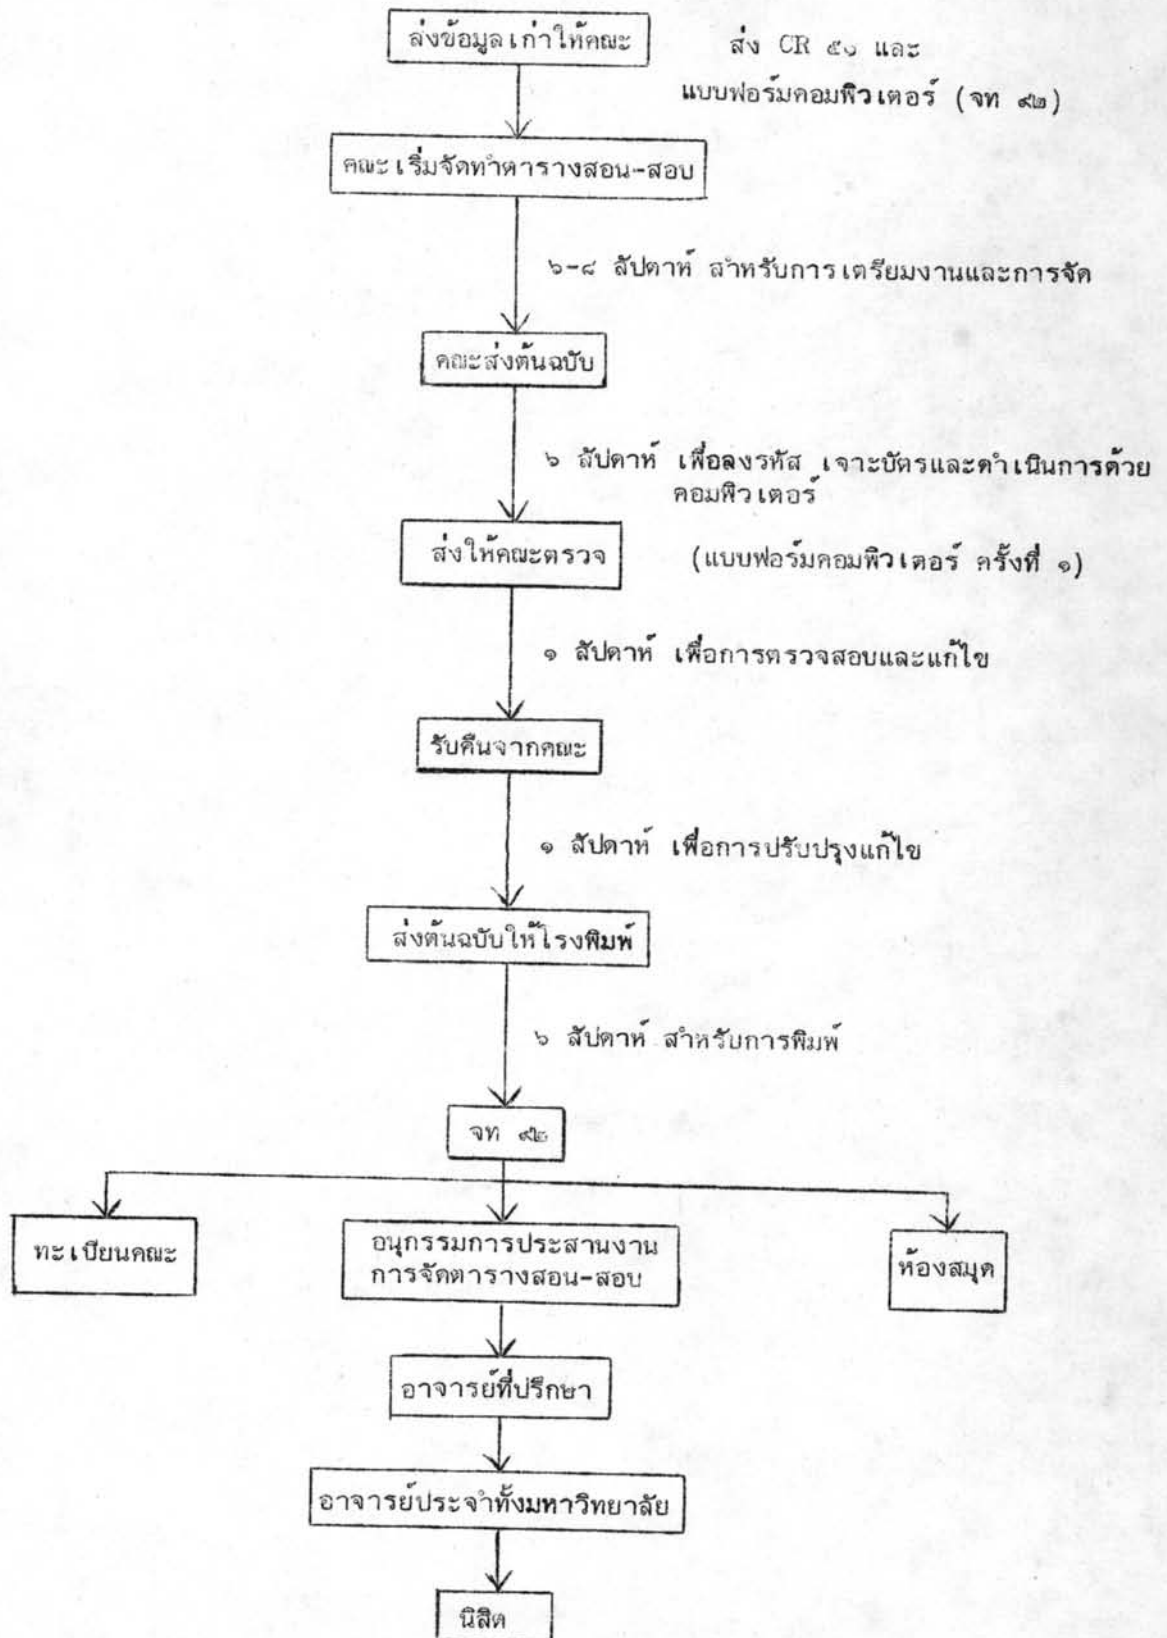 ส่งข้อมูลเก่าให้คณะ
ส่ง CR ๕๐ และ
แบบฟอร์มคอมพิวเตอร์ (จท ๙๒)
คณะเริ่มจัดทำตารางสอน-สอบ
๖-๘ สัปดาห์ สำหรับการเตรียมงานและการจัด
คณะส่งต้นฉบับ
๖ สัปดาห์ เพื่อลงรหัส เจาะบัตรและดำเนินการด้วย
คอมพิวเตอร์
ส่งให้คณะตรวจ
(แบบฟอร์มคอมพิวเตอร์ ครั้งที่ ๑)
๑ สัปดาห์ เพื่อการตรวจสอบและแก้ไข
รับคืนจากคณะ
๑ สัปดาห์ เพื่อการปรับปรุงแก้ไข
ส่งต้นฉบับให้โรงพิมพ์
๖ สัปดาห์ สำหรับการพิมพ์
จท ๙๒
ทะเบียนคณะ
อนุกรรมการประสานงาน
การจัดตารางสอน-สอบ
ห้องสมุด
อาจารย์ที่ปรึกษา
อาจารย์ประจำทั้งมหาวิทยาลัย
นิสิต